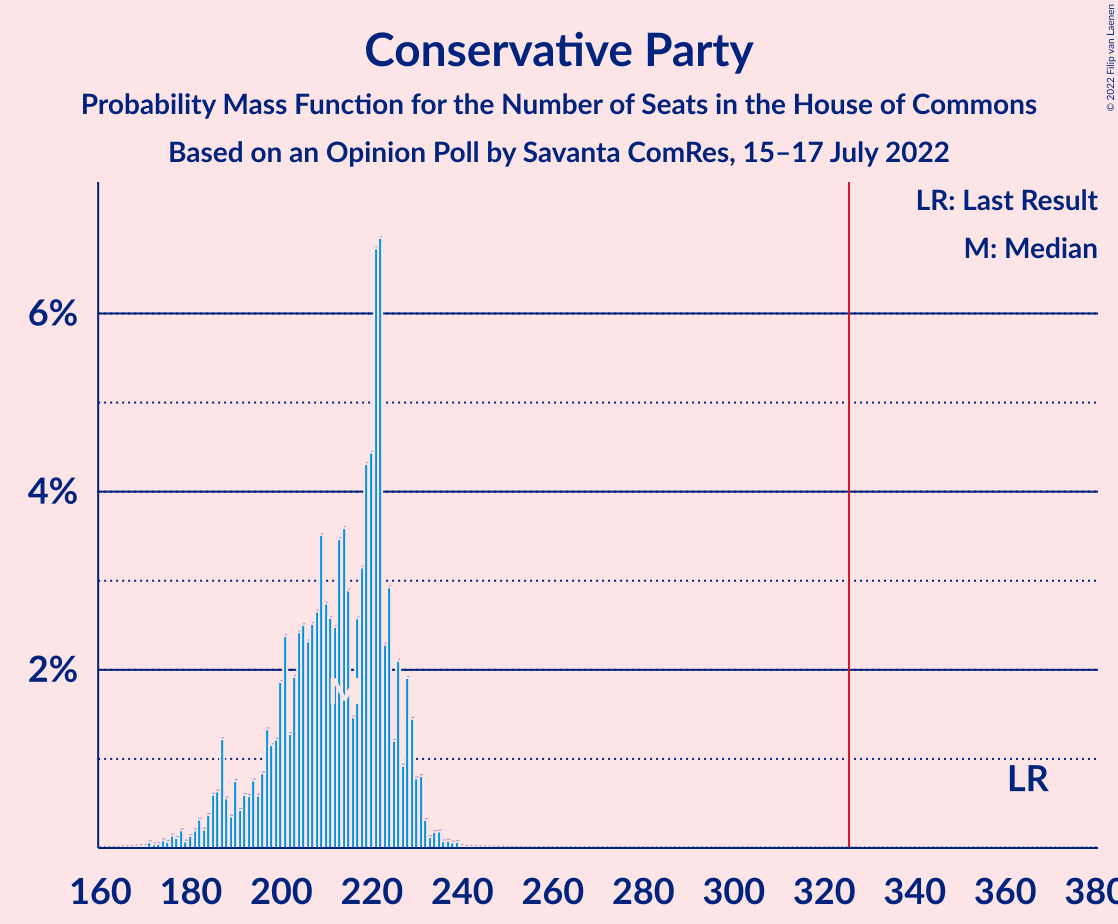 © 2022 Filip van Laenen
Conservative Party
Probability Mass Function for the Number of Seats in the House of Commons
Based on an Opinion Poll by Savanta ComRes, 15–17 July 2022
LR: Last Result
M: Median
6%
4%
2%
M
LR
160 180 200 220 240 260 280 300 320 340 360 380